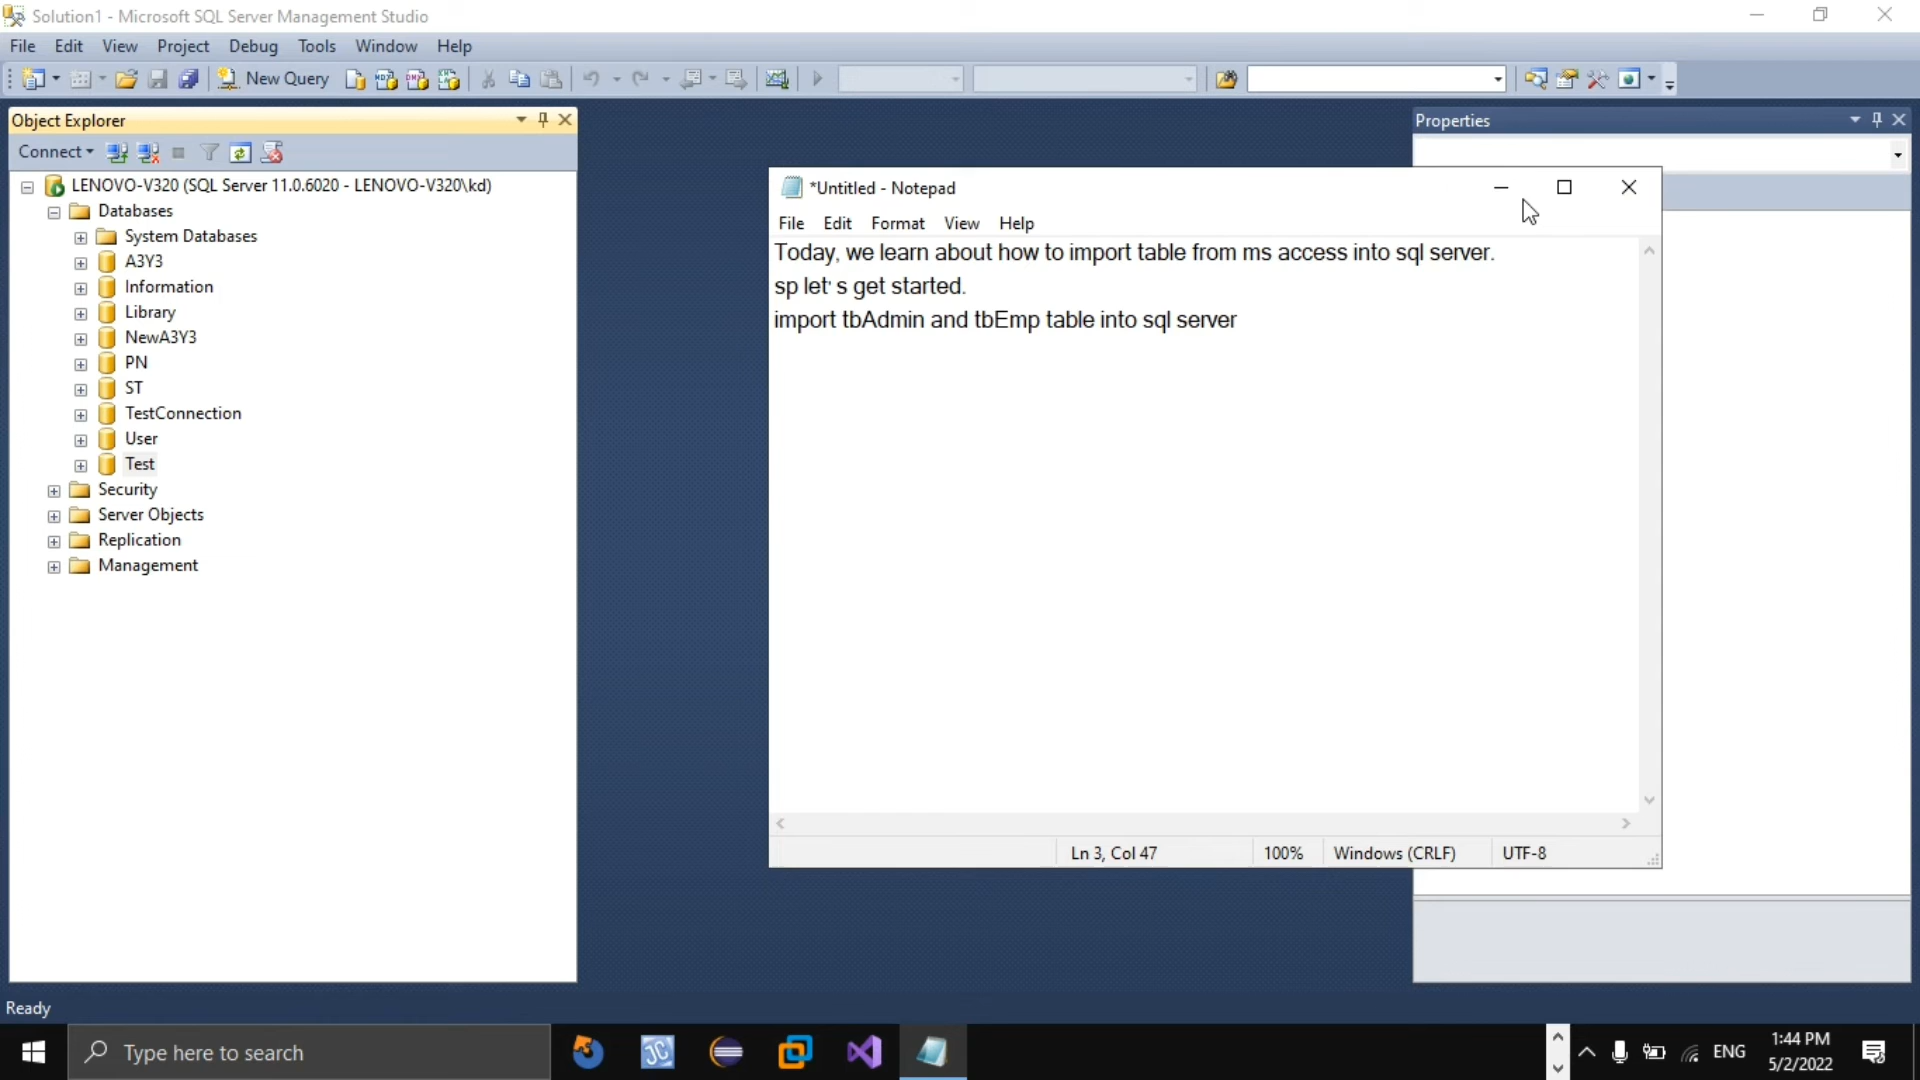 Solution1 - Microsoft SQL Server Management Studio
File Edit View Project Debug Tools Window Help
New Query
Object Explorer
Connect
LENOVO-V320 (SQL Server 11.0.6020 - LENOVO-V320\kd)
Databases
System Databases
A3Y3
Information
Library
NewA3Y3
PN
ST
TestConnection
User
Test
Security
Server Objects
Replication
Management
Properties
*Untitled - Notepad
File Edit Format View Help
Today, we learn about how to import table from ms access into sql server.
sp let's get started.
import tbAdmin and tbEmp table into sql server
Ln 3, Col 47 100% Windows (CRLF) UTF-8
Ready
Type here to search
JC
ENG
1:44 PM
5/2/2022